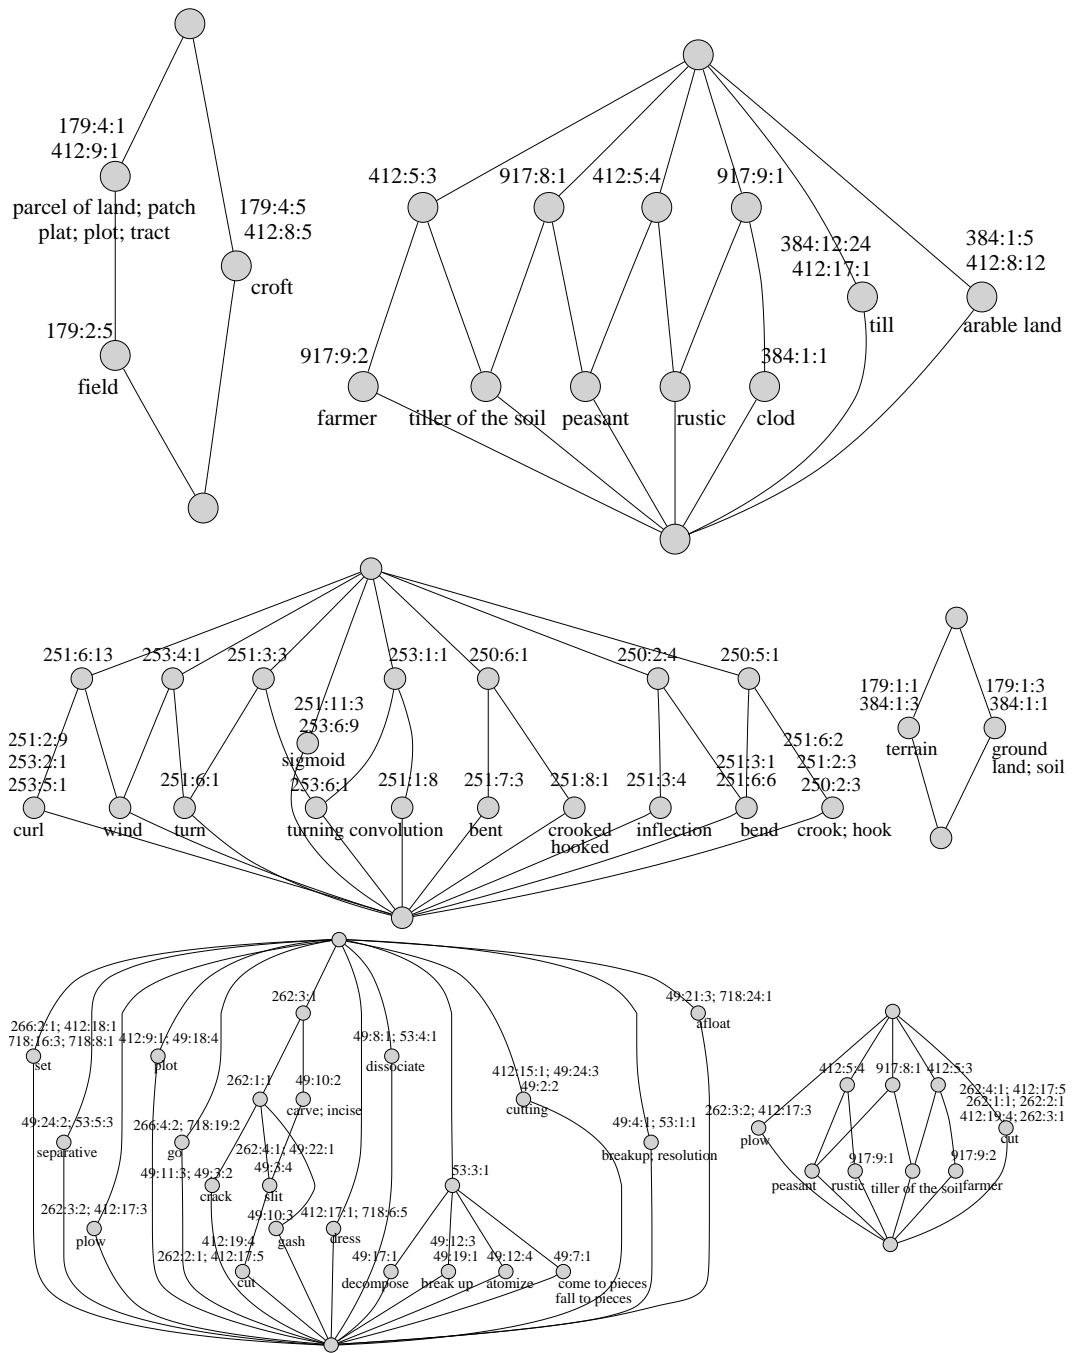 179:4:1
412:9:1
parcel of land; patch
plat; plot; tract
179:4:5
412:8:5
croft
179:2:5
field
412:5:3
917:8:1
412:5:4
917:9:1
384:12:24
412:17:1
till
384:1:5
412:8:12
arable land
917:9:2
farmer
tiller of the soil
peasant
rustic
384:1:1
clod
251:6:13
253:4:1
251:3:3
253:1:1
250:6:1
250:2:4
250:5:1
251:11:3
253:6:9
sigmoid
251:2:9
253:2:1
253:5:1
curl
wind
251:6:1
turn
253:6:1
turning
251:1:8
convolution
251:7:3
bent
251:8:1
crooked
hooked
251:3:4
inflection
251:3:1
251:6:6
bend
251:6:2
251:2:3
250:2:3
crook; hook
179:1:1
384:1:3
terrain
179:1:3
384:1:1
ground
land; soil
262:3:1
49:21:3; 718:24:1
afloat
266:2:1; 412:18:1
718:16:3; 718:8:1
set
412:9:1; 49:18:4
plot
49:8:1; 53:4:1
dissociate
262:1:1
49:10:2
carve; incise
412:15:1; 49:24:3
49:2:2
cutting
49:24:2; 53:5:3
separative
266:4:2; 718:19:2
go
49:4:1; 53:1:1
breakup; resolution
49:11:3; 49:3:2
crack
262:4:1; 49:22:1
49:3:4
slit
53:3:1
262:3:2; 412:17:3
plow
49:10:3
gash
412:17:1; 718:6:5
dress
412:19:4
262:2:1; 412:17:5
cut
49:17:1
decompose
49:12:3
49:19:1
break up
49:12:4
atomize
49:7:1
come to pieces
fall to pieces
412:5:4
917:8:1
412:5:3
262:3:2; 412:17:3
plow
262:4:1; 412:17:5
262:1:1; 262:2:1
412:19:4; 262:3:1
cut
peasant
917:9:1
rustic
tiller of the soil
917:9:2
farmer